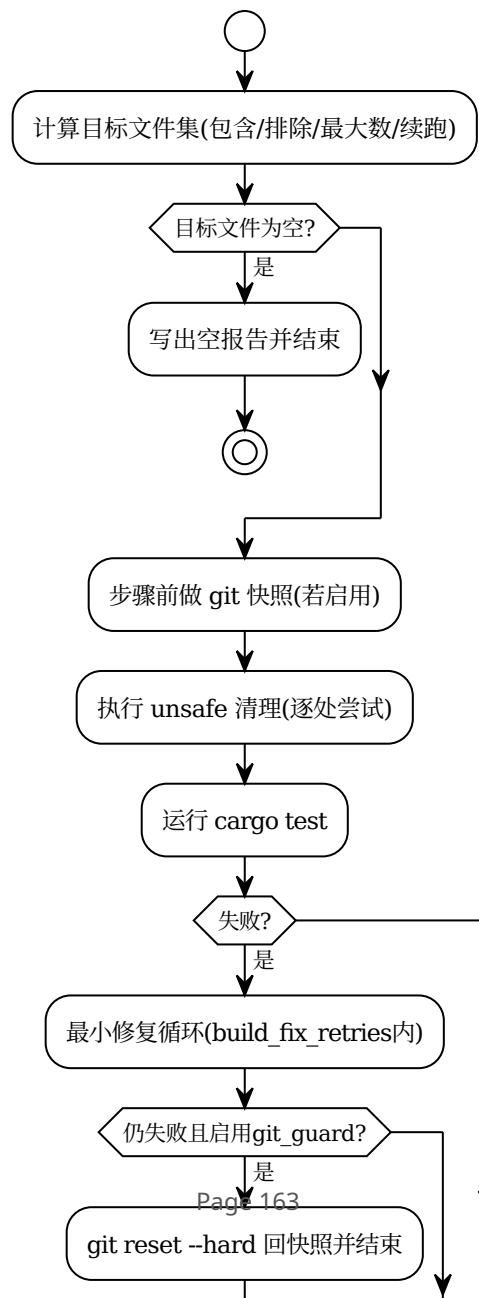 计算目标文件集(包含/排除/最大数/续跑)
目标文件为空?
是
写出空报告并结束
步骤前做 git 快照(若启用)
执行 unsafe 清理(逐处尝试)
运行 cargo test
失败?
是
最小修复循环(build_fix_retries内)
仍失败且启用git_guard?
是
Page 163
git reset --hard 回快照并结束